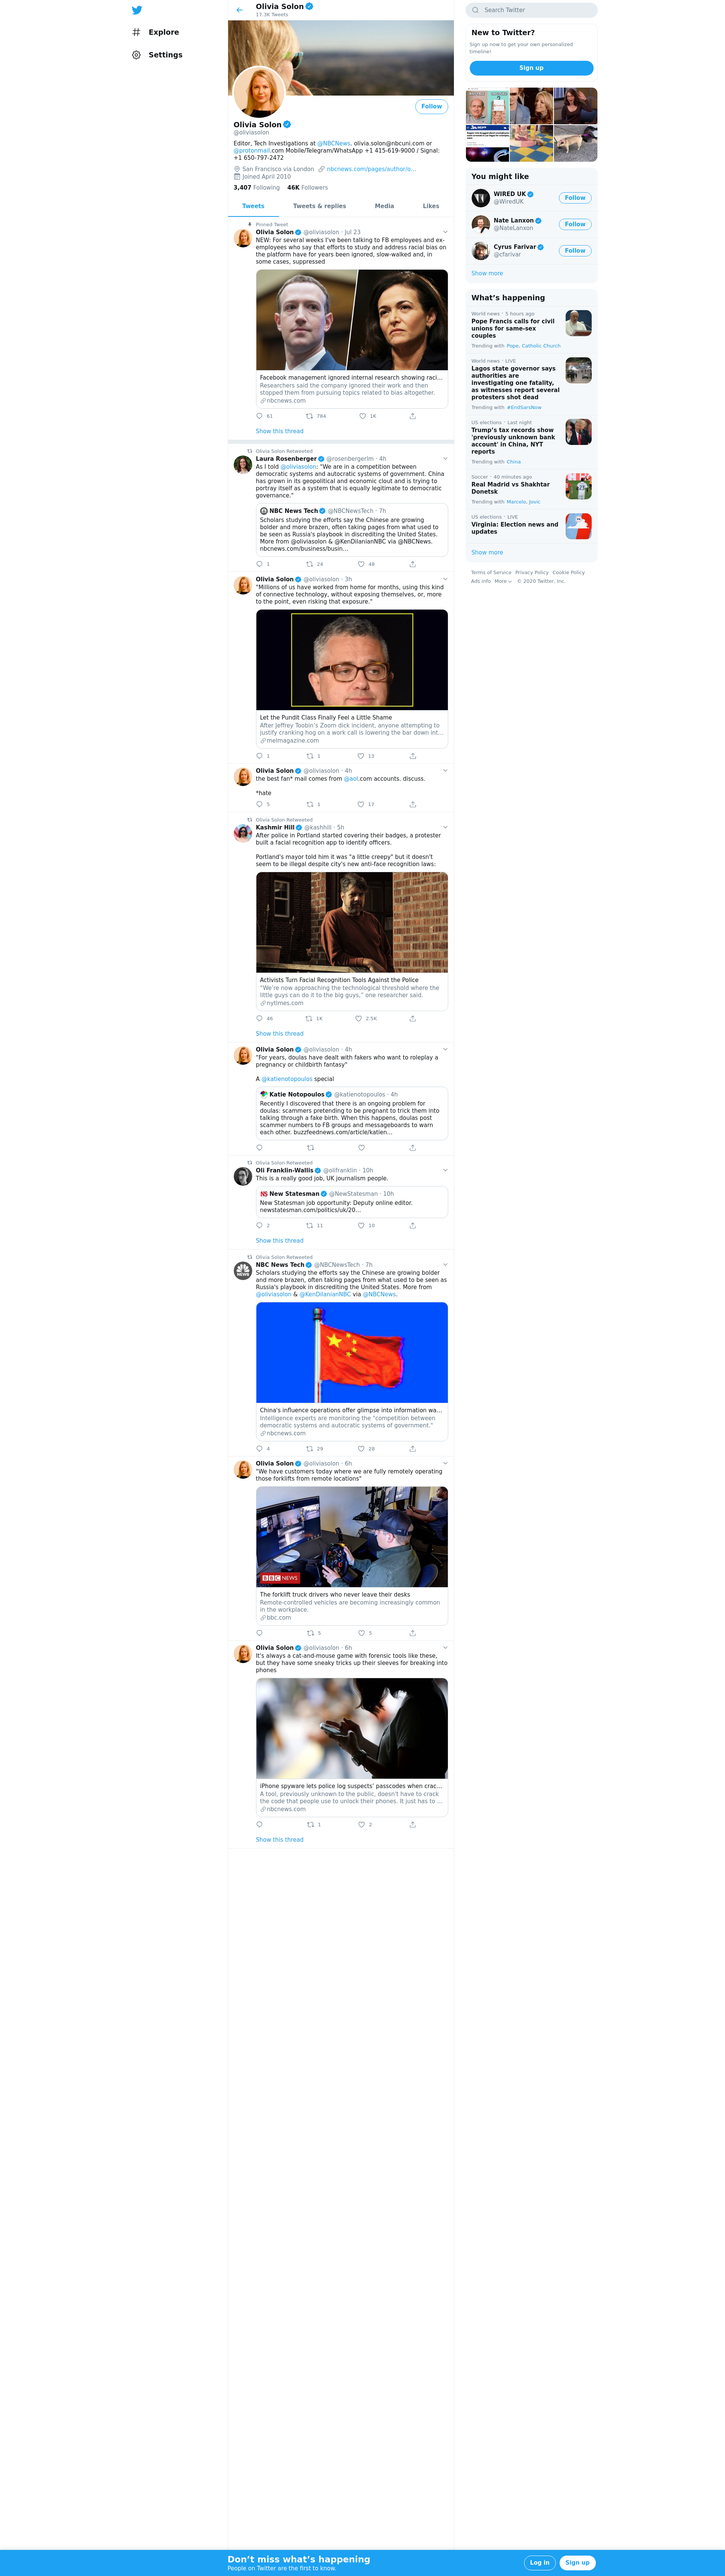 Explore
Settings
Olivia Solon
17.3K Tweets
Follow
Olivia Solon
@oliviasolon
Editor, Tech Investigations at @NBCNews. olivia.solon@nbcuni.com or
@protonmail.com Mobile/Telegram/WhatsApp +1 415-619-9000 / Signal:
+1 650-797-2472
San Francisco via London nbcnews.com/pages/author/o…
Joined April 2010
3,407 Following 46K Followers
Tweets Tweets & replies Media Likes
Pinned Tweet
Olivia Solon @oliviasolon · Jul 23
NEW: For several weeks I've been talking to FB employees and ex-
employees who say that efforts to study and address racial bias on
the platform have for years been ignored, slow-walked and, in
some cases, suppressed
Facebook management ignored internal research showing raci...
Researchers said the company ignored their work and then
stopped them from pursuing topics related to bias altogether.
nbcnews.com
61 784 1K
Show this thread
Olivia Solon Retweeted
Laura Rosenberger @rosenbergerlm · 4h
As I told @oliviasolon: "We are in a competition between
democratic systems and autocratic systems of government. China
has grown in its geopolitical and economic clout and is trying to
portray itself as a system that is equally legitimate to democratic
governance."
NBC News Tech @NBCNewsTech · 7h
Scholars studying the efforts say the Chinese are growing
bolder and more brazen, often taking pages from what used to
be seen as Russia's playbook in discrediting the United States.
More from @oliviasolon & @KenDilanianNBC via @NBCNews.
nbcnews.com/business/busin…
1 24 48
Olivia Solon @oliviasolon · 3h
"Millions of us have worked from home for months, using this kind
of connective technology, without exposing themselves, or, more
to the point, even risking that exposure."
Let the Pundit Class Finally Feel a Little Shame
After Jeffrey Toobin's Zoom dick incident, anyone attempting to
justify cranking hog on a work call is lowering the bar down int...
melmagazine.com
1 1 13
Olivia Solon @oliviasolon · 4h
the best fan* mail comes from @aol.com accounts. discuss.
*hate
5 1 17
Olivia Solon Retweeted
Kashmir Hill @kashhill · 5h
After police in Portland started covering their badges, a protester
built a facial recognition app to identify officers.
Portland's mayor told him it was "a little creepy" but it doesn't
seem to be illegal despite city's new anti-face recognition laws:
Activists Turn Facial Recognition Tools Against the Police
"We're now approaching the technological threshold where the
little guys can do it to the big guys," one researcher said.
nytimes.com
46 1K 2.5K
Show this thread
Olivia Solon @oliviasolon · 4h
"For years, doulas have dealt with fakers who want to roleplay a
pregnancy or childbirth fantasy"
A @katienotopoulos special
Katie Notopoulos @katienotopoulos · 4h
Recently I discovered that there is an ongoing problem for
doulas: scammers pretending to be pregnant to trick them into
talking through a fake birth. When this happens, doulas post
scammer numbers to FB groups and messageboards to warn
each other. buzzfeednews.com/article/katien…
Olivia Solon Retweeted
Oli Franklin-Wallis @olifranklin · 10h
This is a really good job, UK journalism people.
New Statesman @NewStatesman · 10h
New Statesman job opportunity: Deputy online editor.
newstatesman.com/politics/uk/20…
2 11 10
Show this thread
Olivia Solon Retweeted
NBC News Tech @NBCNewsTech · 7h
Scholars studying the efforts say the Chinese are growing bolder
and more brazen, often taking pages from what used to be seen as
Russia's playbook in discrediting the United States. More from
@oliviasolon & @KenDilanianNBC via @NBCNews.
China's influence operations offer glimpse into information wa...
Intelligence experts are monitoring the "competition between
democratic systems and autocratic systems of government."
nbcnews.com
4 29 28
Olivia Solon @oliviasolon · 6h
"We have customers today where we are fully remotely operating
those forklifts from remote locations"
BBC NEWS
The forklift truck drivers who never leave their desks
Remote-controlled vehicles are becoming increasingly common
in the workplace.
bbc.com
5 5
Olivia Solon @oliviasolon · 6h
It's always a cat-and-mouse game with forensic tools like these,
but they have some sneaky tricks up their sleeves for breaking into
phones
iPhone spyware lets police log suspects' passcodes when crac...
A tool, previously unknown to the public, doesn't have to crack
the code that people use to unlock their phones. It just has to ...
nbcnews.com
1 2
Show this thread
Search Twitter
New to Twitter?
Sign up now to get your own personalized
timeline!
Sign up
You might like
WIRED UK
@WiredUK
Follow
Nate Lanxon
@NateLanxon
Follow
Cyrus Farivar
@cfarivar
Follow
Show more
What's happening
World news · 5 hours ago
Pope Francis calls for civil
unions for same-sex
couples
Trending with Pope, Catholic Church
World news · LIVE
Lagos state governor says
authorities are
investigating one fatality,
as witnesses report several
protesters shot dead
Trending with #EndSarsNow
US elections · Last night
Trump's tax records show
'previously unknown bank
account' in China, NYT
reports
Trending with China
Soccer · 40 minutes ago
Real Madrid vs Shakhtar
Donetsk
Trending with Marcelo, Jovic
US elections · LIVE
Virginia: Election news and
updates
Show more
Terms of Service Privacy Policy Cookie Policy
Ads info More © 2020 Twitter, Inc.
Don't miss what's happening
People on Twitter are the first to know.
Log in Sign up